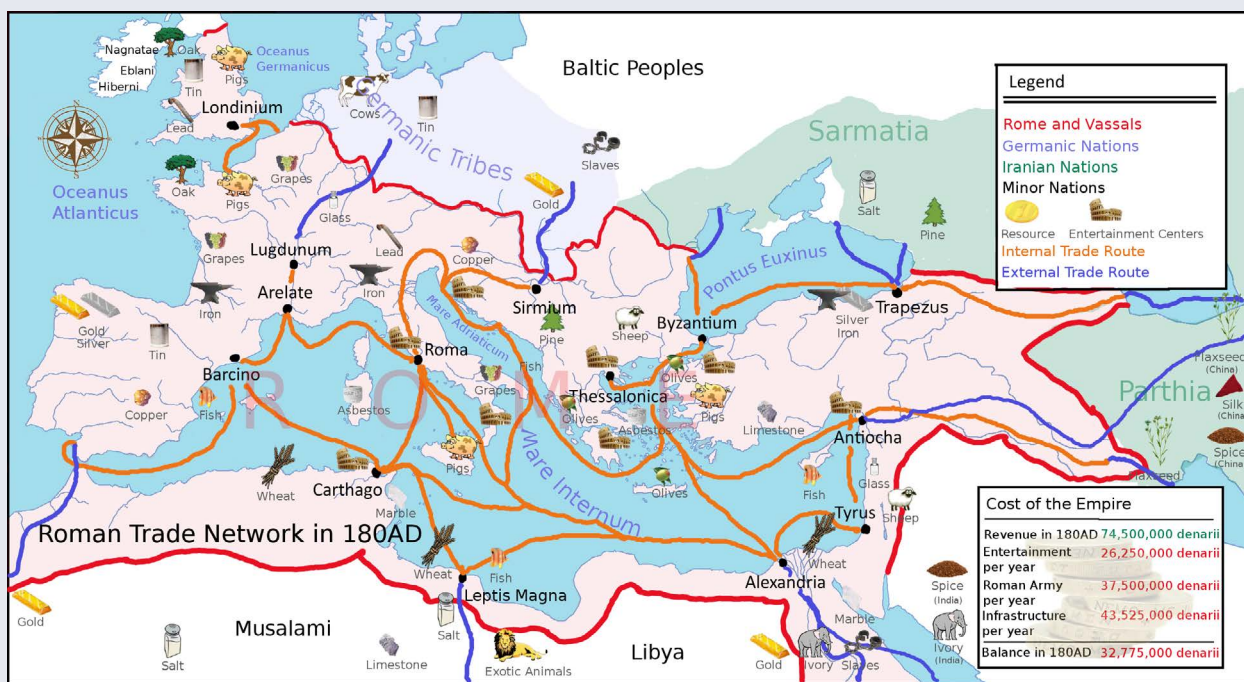 Nagnatae
Oak
Eblani
Hiberni
Tin
Pigs
Oceanus
Germanicus
Londinium
Lead
Oceanus
Atlanticus
Oak
Pigs
Grapes
Glass
Cows
Tin
Germanic Tribes
Slaves
Gold
Baltic Peoples
Sarmatia
Salt
Pine
Legend
Rome and Vassals
Germanic Nations
Iranian Nations
Minor Nations
Resource
Entertainment Centers
Internal Trade Route
External Trade Route
Lugdunum
Grapes
Lead
Copper
Arelate
Iron
Iron
Gold
Silver
Tin
Barcino
Copper
Fish
Roma
Asbestos
Mare Adriaticum
Sirmium
Pine
Sheep
Fish
Grapes
Pontus Euxinus
Byzantium
Trapezus
Silver
Iron
Thessalonica
Olives
Olives
Asbestos
Pigs
Limestone
Olives
ROME
Antiocha
Parthia
Flaxseed
(China)
Silk
(China)
Spice
(China)
Flaxseed
Pigs
Wheat
Carthago
Marble
Mare Internum
Fish
Glass
Sheep
Tyrus
Roman Trade Network in 180AD
Wheat
Fish
Leptis Magna
Alexandria
Wheat
Marble
Spice
(India)
Ivory
(India)
Gold
Musalami
Salt
Limestone
Salt
Exotic Animals
Libya
Gold
Ivory
Slaves
Cost of the Empire
Revenue in 180AD 74,500,000 denarii
Entertainment 26,250,000 denarii
per year
Roman Army 37,500,000 denarii
per year
Infrastructure 43,525,000 denarii
per year
Balance in 180AD 32,775,000 denarii